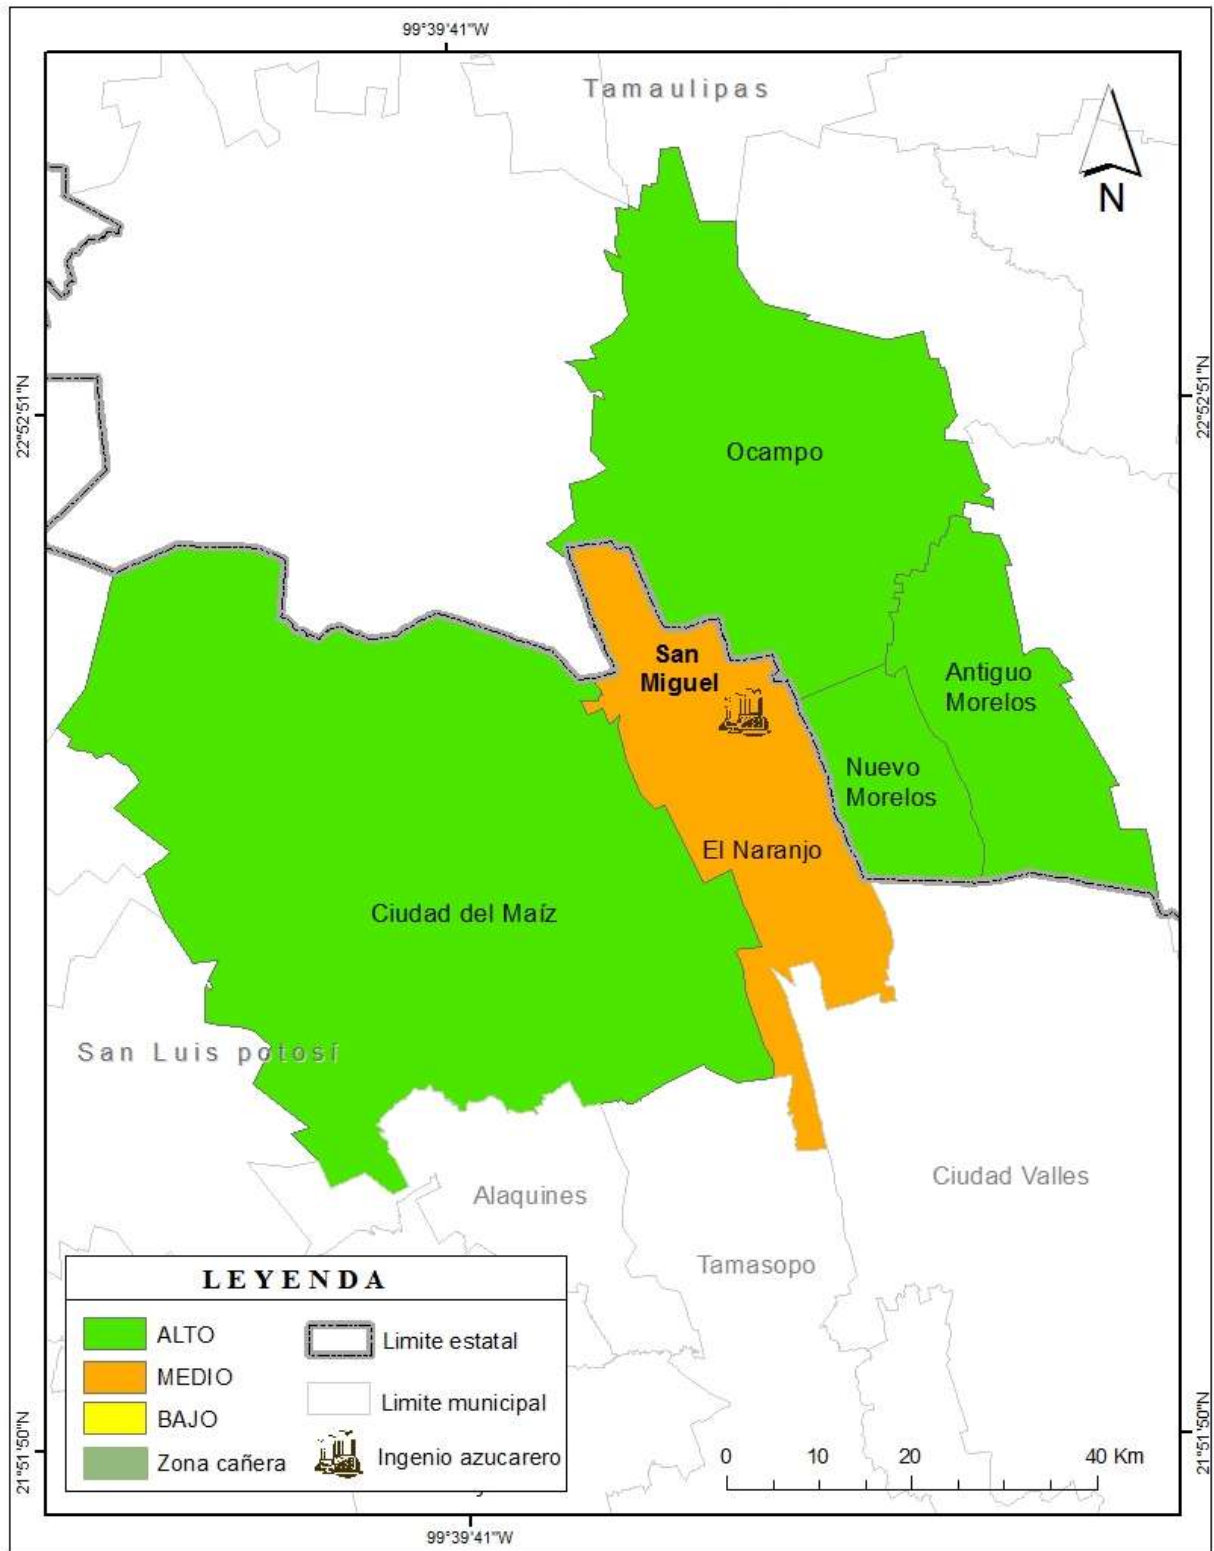 99°39'41"W
Tamaulipas
N
22°52'51"N
22°52'51"N
Ocampo
San
Miguel
Antiguo
Morelos
Nuevo
Morelos
El Naranjo
Ciudad del Maíz
San Luis potosí
Ciudad Valles
Alaquines
Tamasopo
LEYENDA
ALTO
MEDIO
BAJO
Zona cañera
Limite estatal
Limite municipal
Ingenio azucarero
0 10 20 40 Km
21°51'50"N
21°51'50"N
99°39'41"W